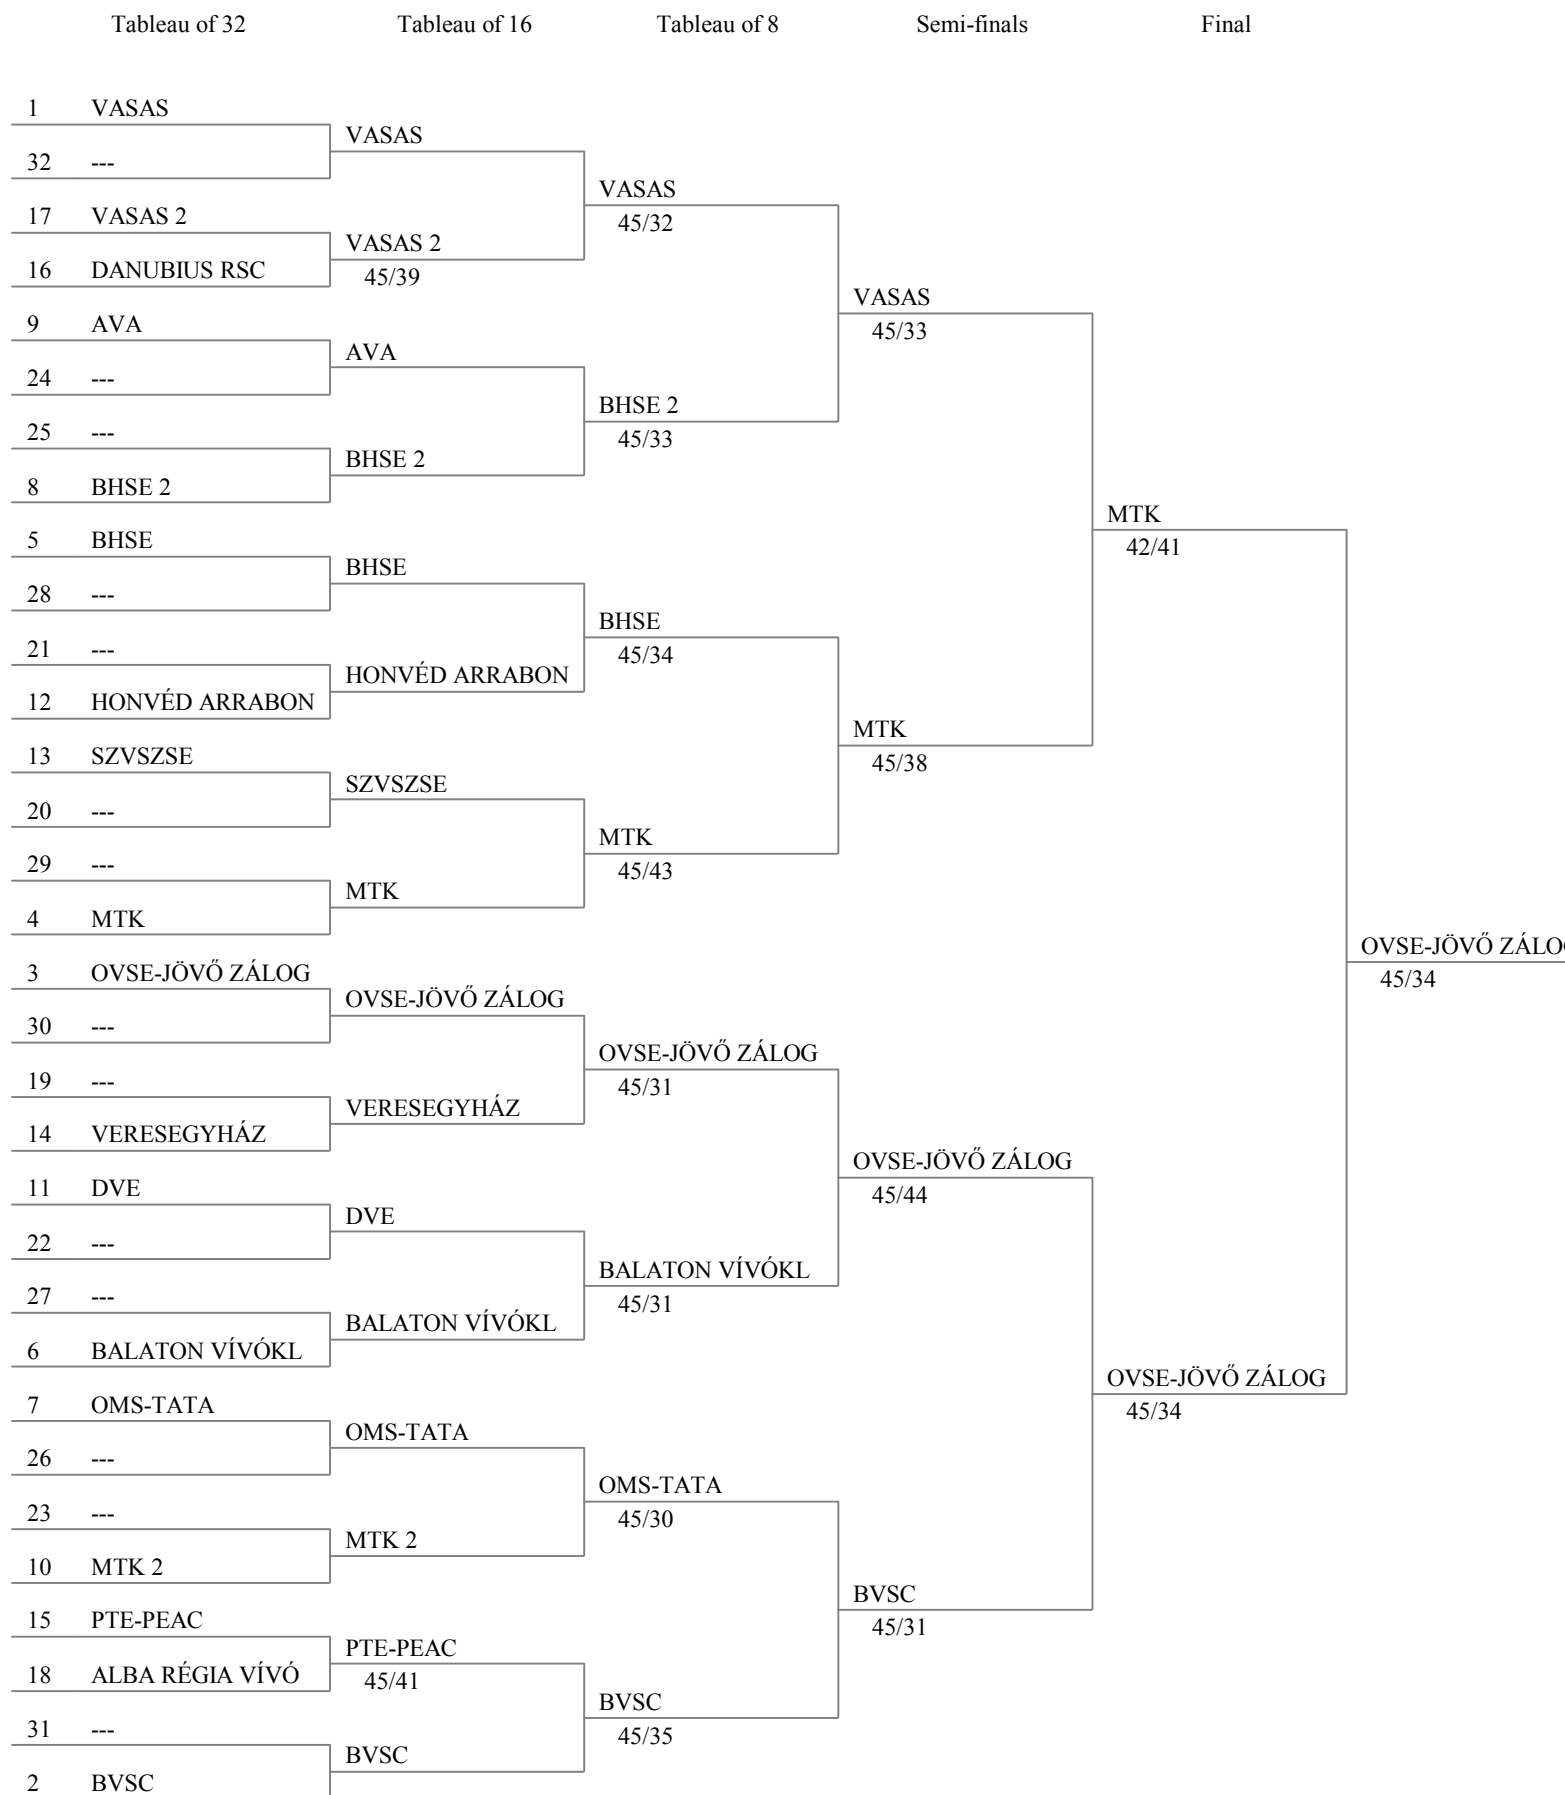 Tableau of 32 Tableau of 16 Tableau of 8 Semi-finals Final
1 VASAS
VASAS
32 ---
VASAS
45/32
17 VASAS 2
VASAS 2
45/39
16 DANUBIUS RSC
VASAS
45/33
9 AVA
AVA
24 ---
BHSE 2
45/33
25 ---
BHSE 2
8 BHSE 2
MTK
42/41
5 BHSE
BHSE
28 ---
BHSE
45/34
21 ---
HONVÉD ARRABON
12 HONVÉD ARRABON
MTK
45/38
13 SZVSZSE
SZVSZSE
20 ---
MTK
45/43
29 ---
MTK
4 MTK
OVSE-JÖVŐ ZÁLOG
45/34
3 OVSE-JÖVŐ ZÁLOG
OVSE-JÖVŐ ZÁLOG
30 ---
OVSE-JÖVŐ ZÁLOG
45/31
19 ---
VERESEGYHÁZ
14 VERESEGYHÁZ
OVSE-JÖVŐ ZÁLOG
45/44
11 DVE
DVE
22 ---
BALATON VÍVÓKL
45/31
27 ---
BALATON VÍVÓKL
6 BALATON VÍVÓKL
OVSE-JÖVŐ ZÁLOG
45/34
7 OMS-TATA
OMS-TATA
26 ---
OMS-TATA
45/30
23 ---
MTK 2
10 MTK 2
BVSC
45/31
15 PTE-PEAC
PTE-PEAC
45/41
18 ALBA RÉGIA VÍVÓ
BVSC
45/35
31 ---
BVSC
2 BVSC